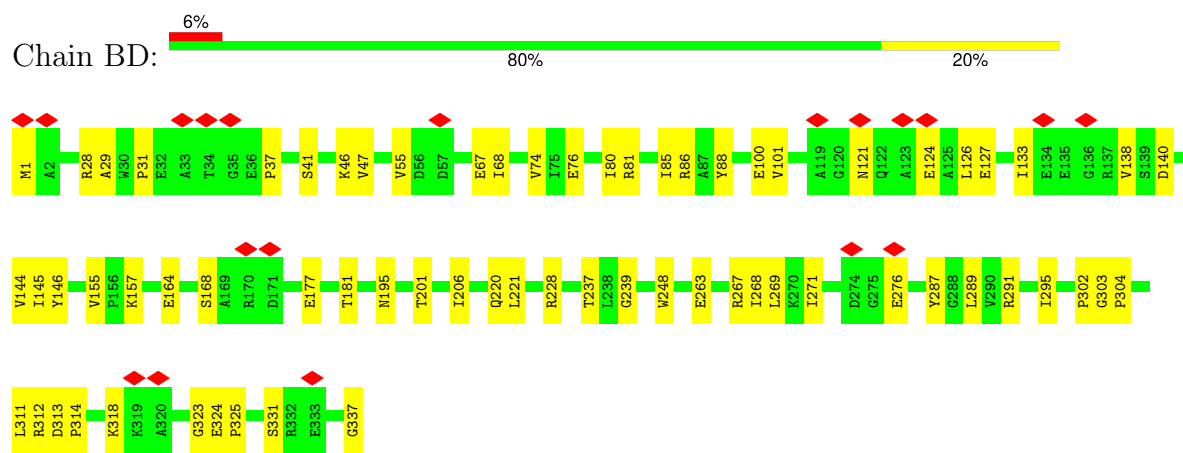 6%
Chain BD:
80% 20%
M1 A2 R28 A29 W30 P31 E32 A33 T34 G35 E36 P37 S41 K46 V47 V55 D56 D57 E67 I68 V74 I75 E76 I80 R81 I85 R86 A87 Y88 E100 V101 A119 G120 N121 Q122 A123 E124 A125 L126 E127 I133 E134 E135 G136 R137 V138 S139 D140
V144 I145 Y146 V155 P156 K157 E164 S168 A169 R170 D171 E177 T181 N195 T201 I206 Q220 L221 R228 T237 L238 G239 W248 E263 R267 I268 L269 K270 I271 D274 G275 E276 Y287 G288 L289 V290 R291 I295 P302 G303 P304
L311 R312 D313 P314 K318 K319 A320 G323 E324 P325 S331 R332 E333 G337